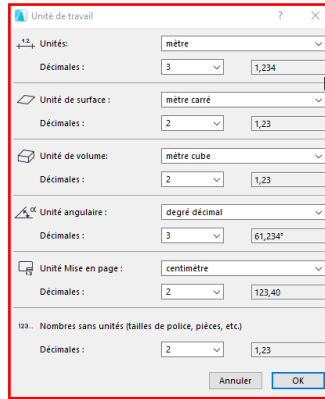 Unité de travail ? ×
1.2 Unités: mètre
Décimales : 3 1,234
Unité de surface : mètre carré
Décimales : 2 1,23
Unité de volume: mètre cube
Décimales : 2 1,23
α Unité angulaire : degré décimal
Décimales : 3 61,234°
Unité Mise en page : centimètre
Décimales : 2 123,40
123... Nombres sans unités (tailles de police, pièces, etc.)
Décimales : 2 1,23
Annuler OK